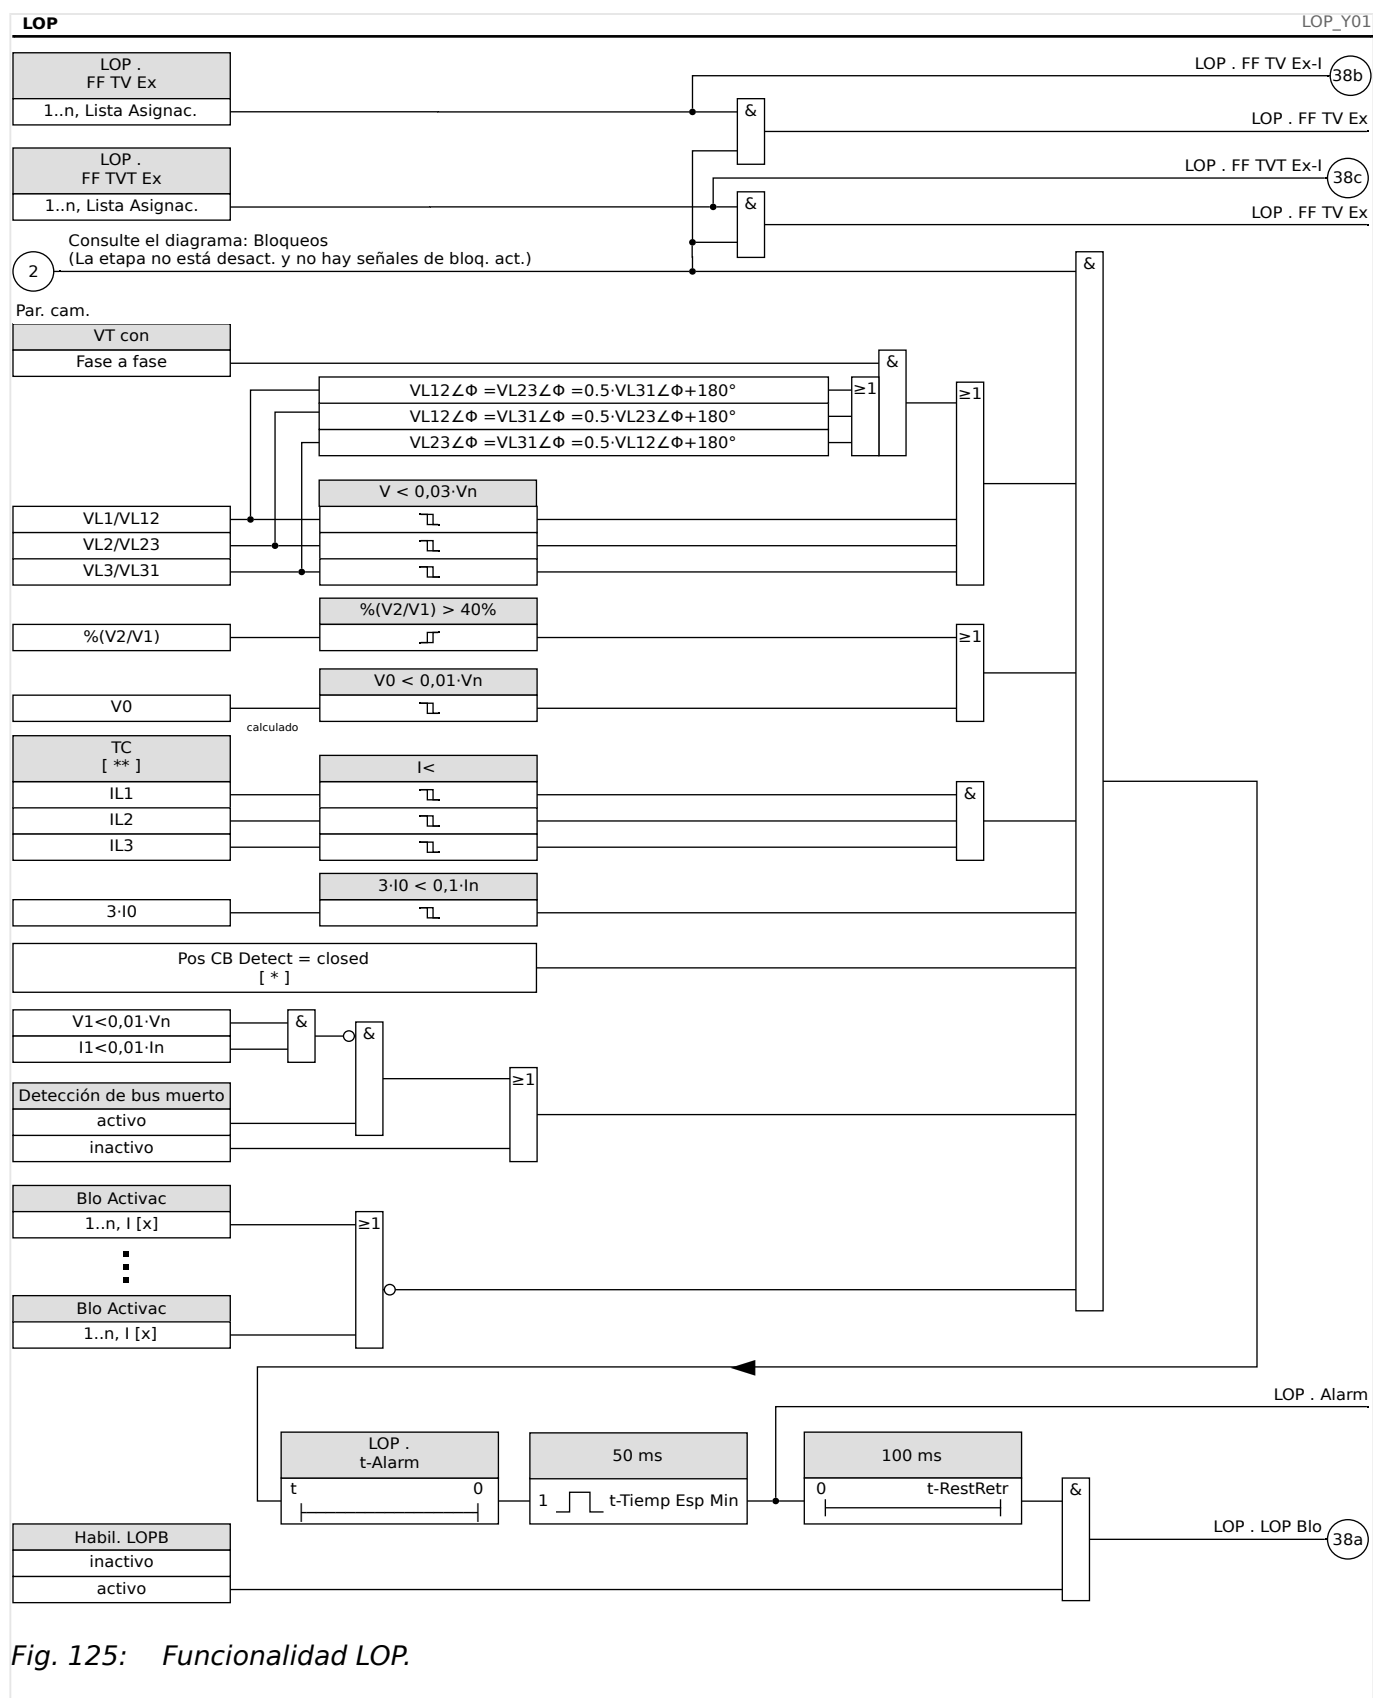 LOP
LOP_Y01
LOP .
FF TV Ex
1..n, Lista Asignac.
LOP . FF TV Ex-I
38b
&
LOP . FF TV Ex
LOP .
FF TVT Ex
1..n, Lista Asignac.
LOP . FF TVT Ex-I
38c
&
LOP . FF TV Ex
Consulte el diagrama: Bloqueos
(La etapa no está desact. y no hay señales de bloq. act.)
2
&
Par. cam.
VT con
Fase a fase
&
VL12∠Φ =VL23∠Φ =0.5·VL31∠Φ+180°
VL12∠Φ =VL31∠Φ =0.5·VL23∠Φ+180°
VL23∠Φ =VL31∠Φ =0.5·VL12∠Φ+180°
≥1
≥1
V < 0,03·Vn
VL1/VL12
VL2/VL23
VL3/VL31
%(V2/V1) > 40%
%(V2/V1)
≥1
V0 < 0,01·Vn
V0
calculado
TC
[ ** ]
I<
IL1
IL2
IL3
&
3·I0 < 0,1·In
3·I0
Pos CB Detect = closed
[ * ]
V1<0,01·Vn
I1<0,01·In
&
&
Detección de bus muerto
activo
inactivo
≥1
Blo Activac
1..n, I [x]
≥1
Blo Activac
1..n, I [x]
LOP . Alarm
LOP .
t-Alarm
t 0
50 ms
1 t-Tiemp Esp Min
100 ms
0 t-RestRetr
&
LOP . LOP Blo
38a
Habil. LOPB
inactivo
activo
Fig. 125: Funcionalidad LOP.